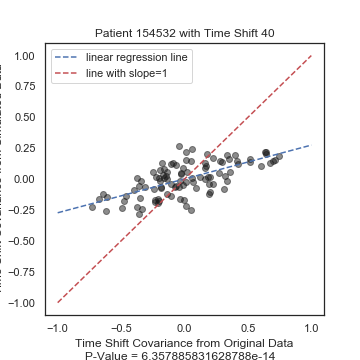 Patient 154532 with Time Shift 40
linear regression line
line with slope=1
1.00
0.75
0.50
0.25
0.00
−0.25
−0.50
−0.75
−1.00
−1.0 −0.5 0.0 0.5 1.0
Time Shift Covariance from Original Data
P-Value = 6.357885831628788e-14